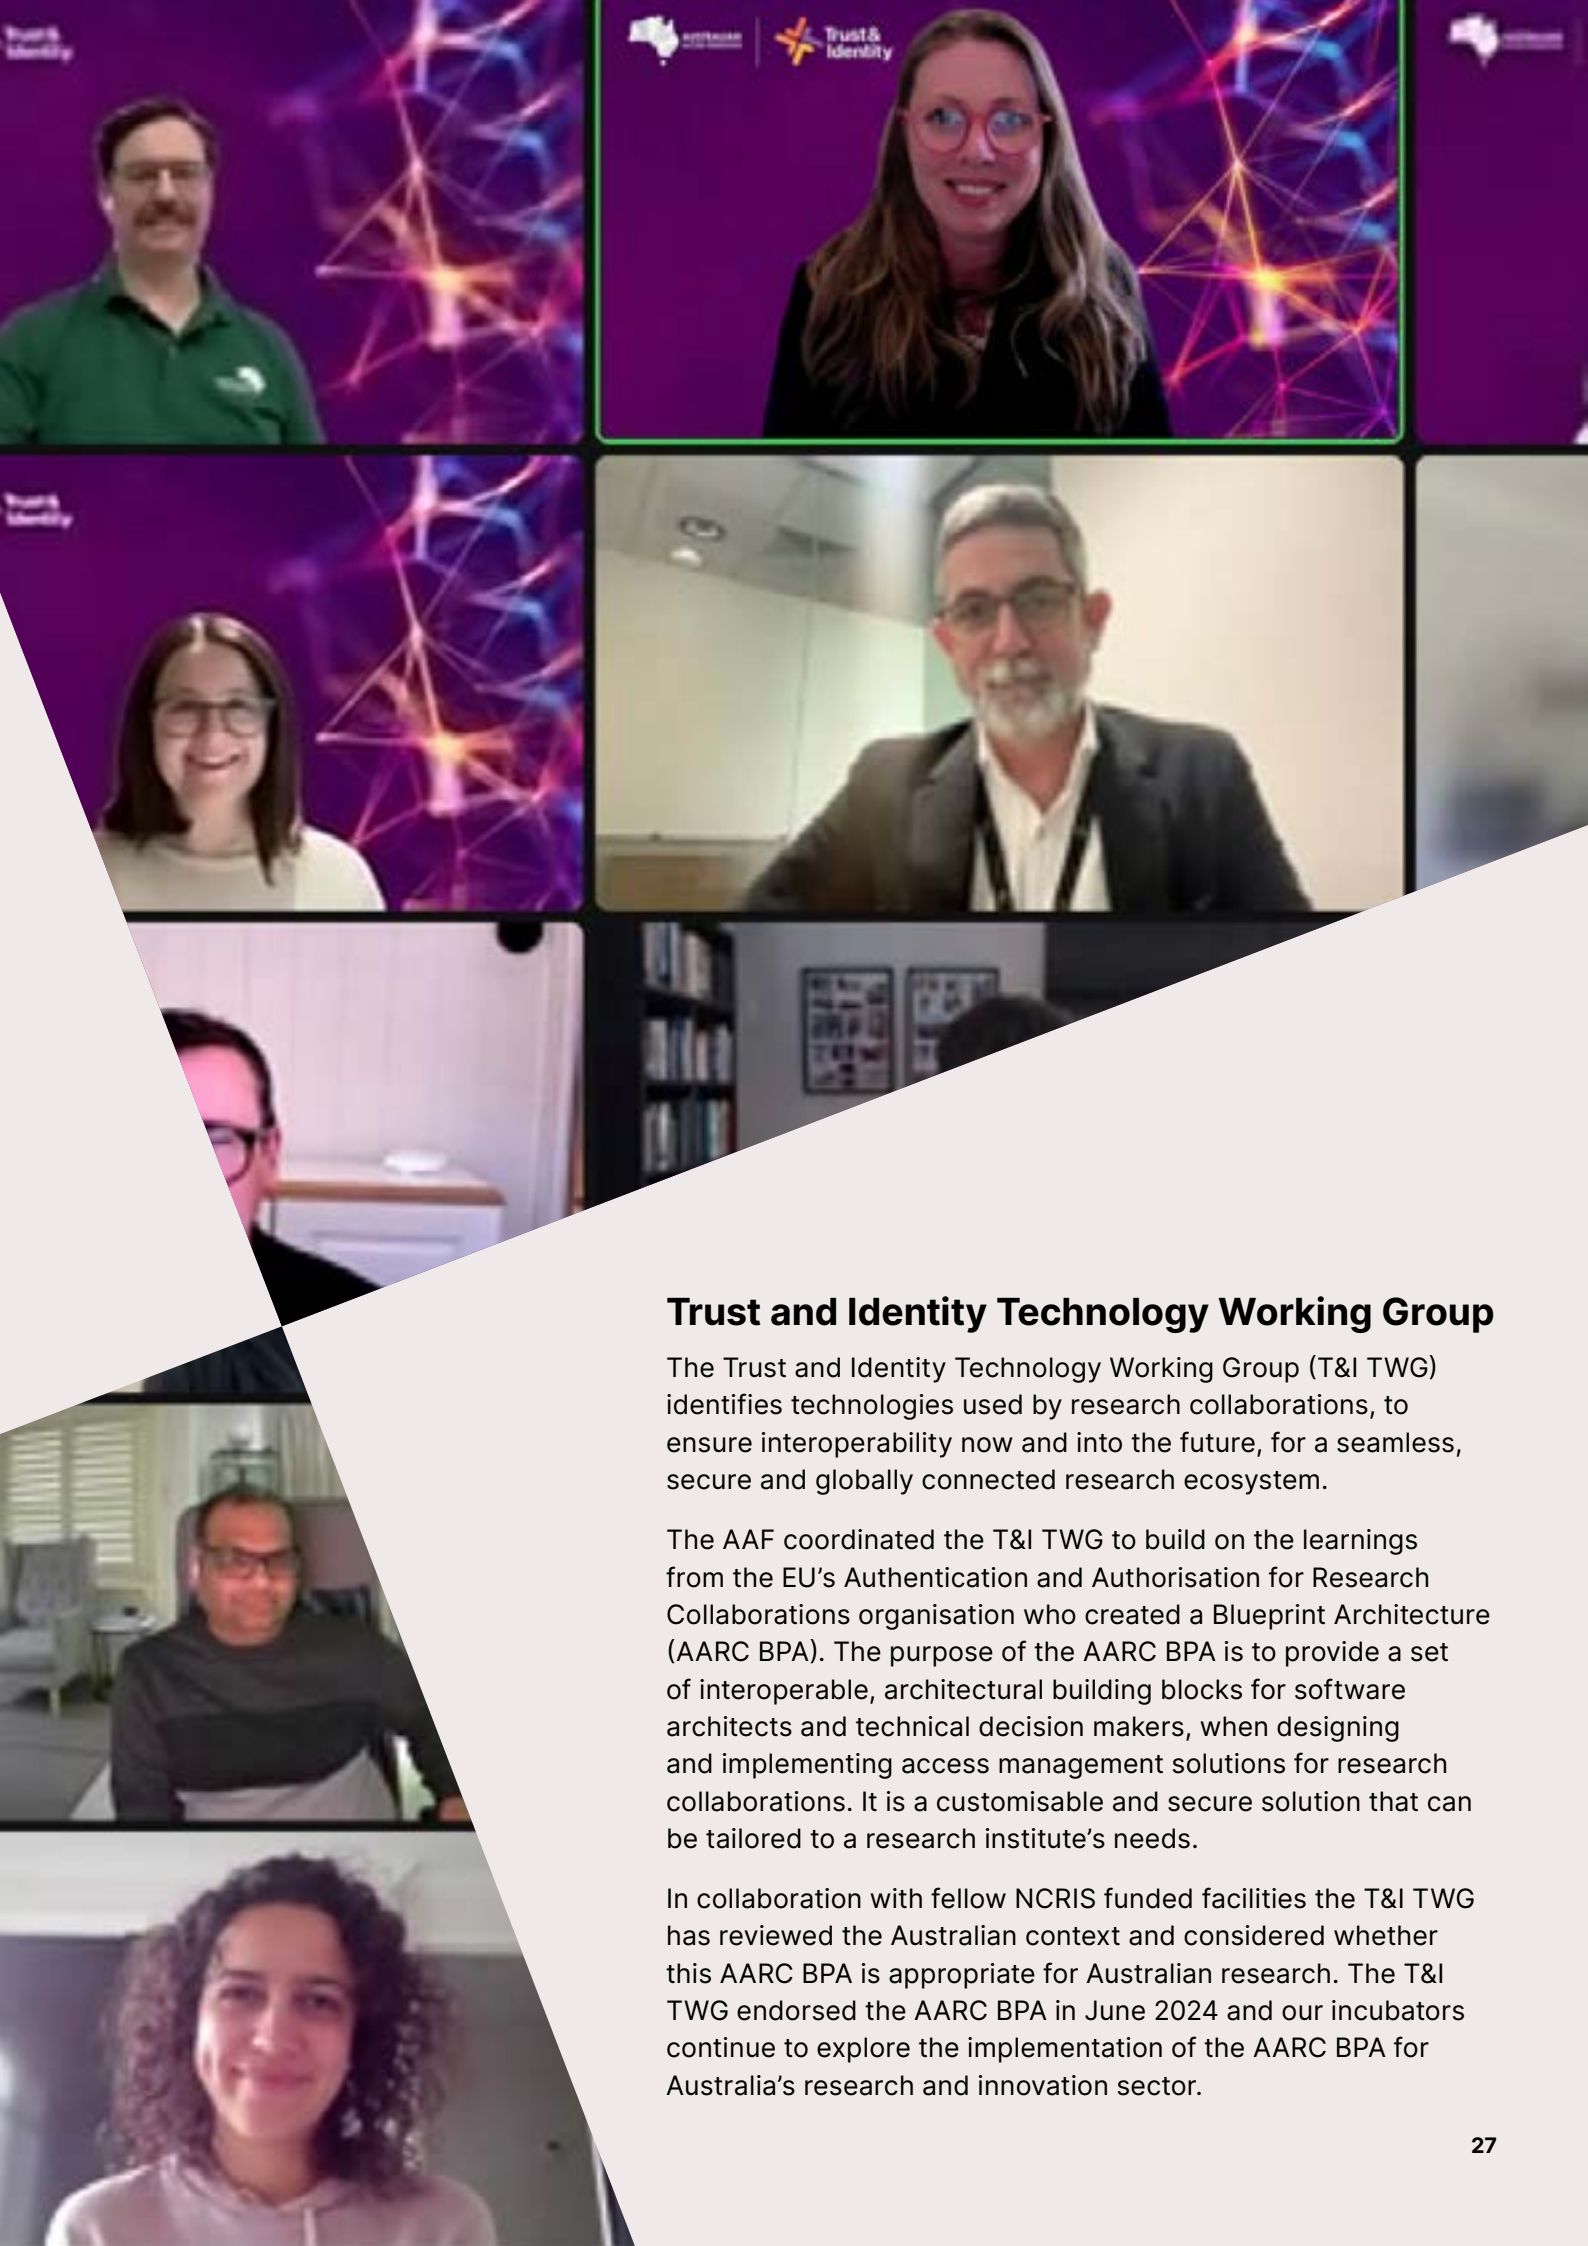 Trust&
Identity
AUSTRALIAN
Trust&
Identity
Trust&
Identity
Trust and Identity Technology Working Group
The Trust and Identity Technology Working Group (T&I TWG)
identifies technologies used by research collaborations, to
ensure interoperability now and into the future, for a seamless,
secure and globally connected research ecosystem.
The AAF coordinated the T&I TWG to build on the learnings
from the EU’s Authentication and Authorisation for Research
Collaborations organisation who created a Blueprint Architecture
(AARC BPA). The purpose of the AARC BPA is to provide a set
of interoperable, architectural building blocks for software
architects and technical decision makers, when designing
and implementing access management solutions for research
collaborations. It is a customisable and secure solution that can
be tailored to a research institute’s needs.
In collaboration with fellow NCRIS funded facilities the T&I TWG
has reviewed the Australian context and considered whether
this AARC BPA is appropriate for Australian research. The T&I
TWG endorsed the AARC BPA in June 2024 and our incubators
continue to explore the implementation of the AARC BPA for
Australia’s research and innovation sector.
27